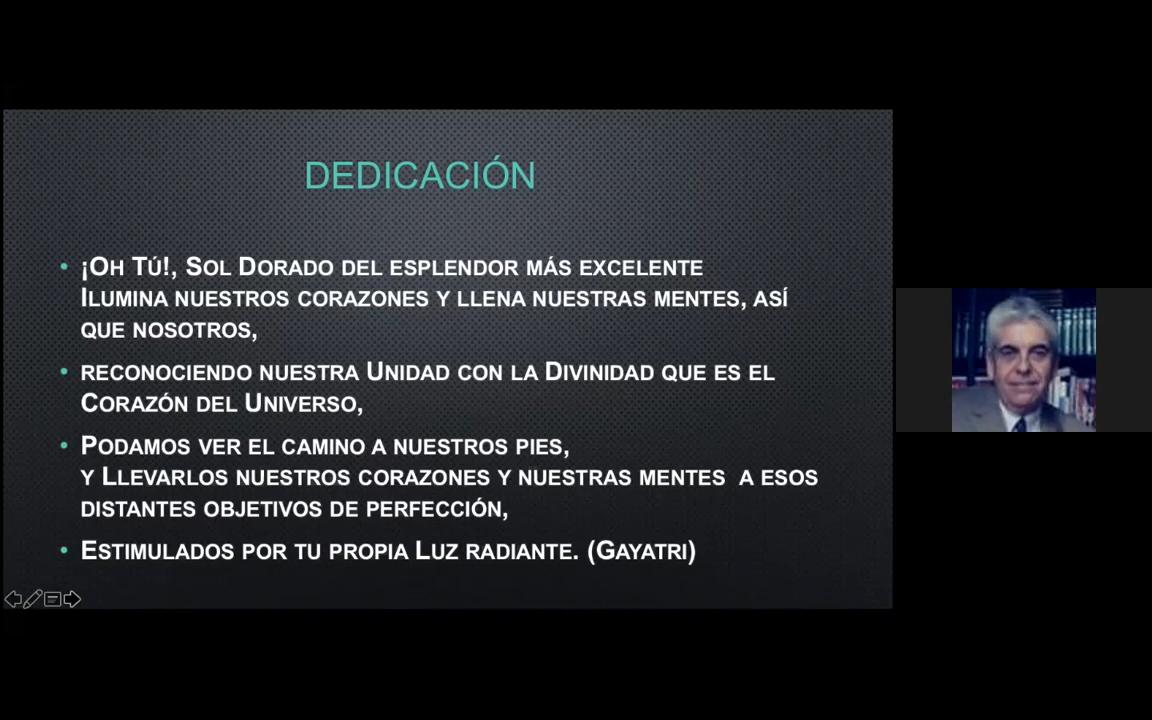 DEDICACIÓN
• ¡Oh Tú!, Sol Dorado del esplendor más excelente
Ilumina nuestros corazones y llena nuestras mentes, así
que nosotros,
• reconociendo nuestra Unidad con la Divinidad que es el
Corazón del Universo,
• Podamos ver el camino a nuestros pies,
y Llevarlos nuestros corazones y nuestras mentes a esos
distantes objetivos de perfección,
• Estimulados por tu propia Luz radiante. (Gayatri)